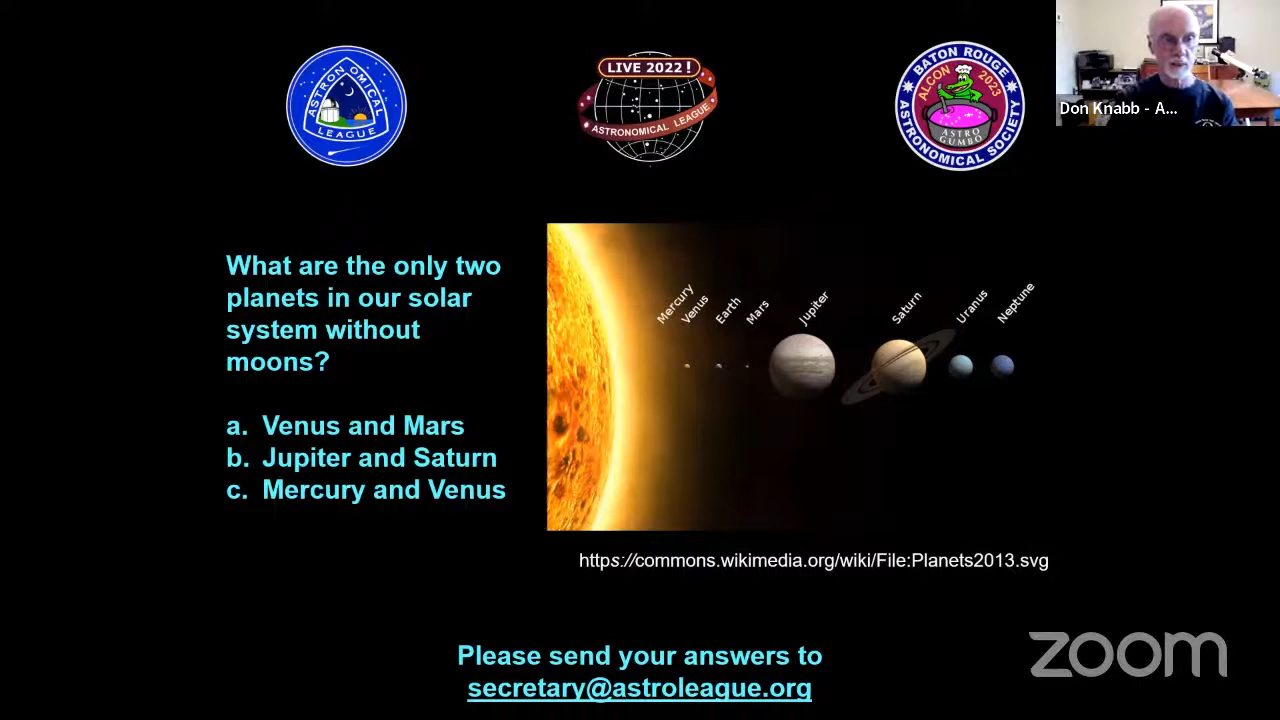 ASTRONOMICAL
LEAGUE
LIVE 2022!
ASTRONOMICAL LEAGUE
BATON ROUGE
ALCON 2023
ASTRO
GUMBO
ASTRONOMICAL SOCIETY
Don Knabb - A...
What are the only two
planets in our solar
system without
moons?
a. Venus and Mars
b. Jupiter and Saturn
c. Mercury and Venus
Mercury
Venus
Earth
Mars
Jupiter
Saturn
Uranus
Neptune
https://commons.wikimedia.org/wiki/File:Planets2013.svg
Please send your answers to
secretary@astroleague.org
zoom